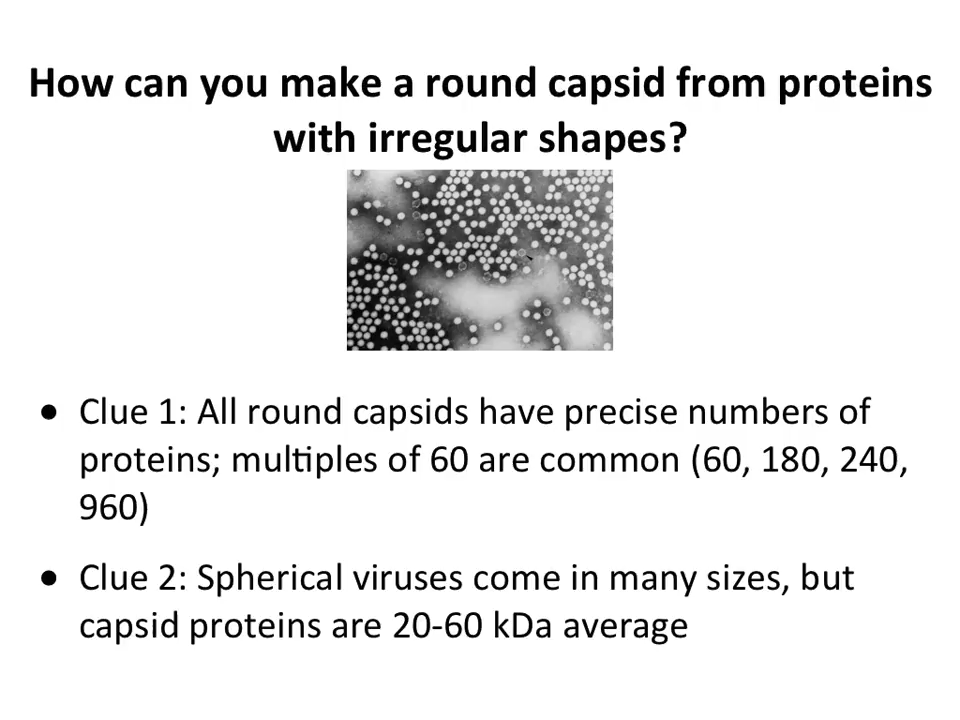 How can you make a round capsid from proteins
with irregular shapes?
● Clue 1: All round capsids have precise numbers of
proteins; multiples of 60 are common (60, 180, 240,
960)
● Clue 2: Spherical viruses come in many sizes, but
capsid proteins are 20-60 kDa average